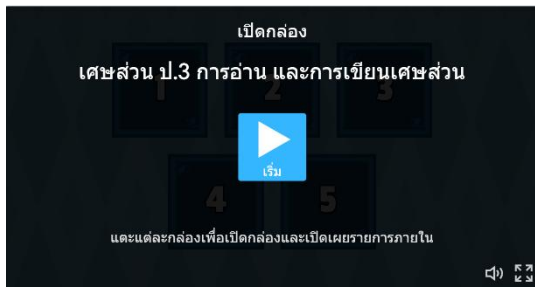 เปิดกล่อง
เศษส่วน ป.3 การอ่าน และการเขียนเศษส่วน
1 2 3
เริ่ม
4 5
แตะแต่ละกล่องเพื่อเปิดกล่องและเปิดเผยรายการภายใน